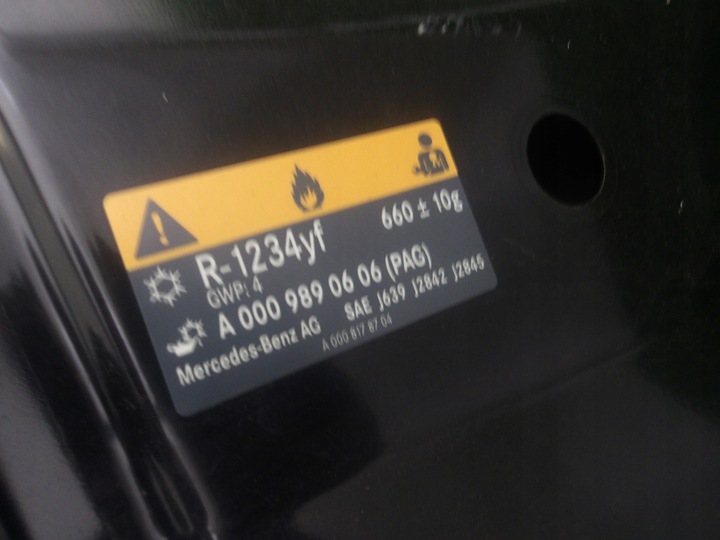 R-1234yf 660 ± 10g
GWP: 4
A 000 989 06 06 (PAG)
Mercedes-Benz AG SAE J639 J2842 J2845
A 000 817 87 04